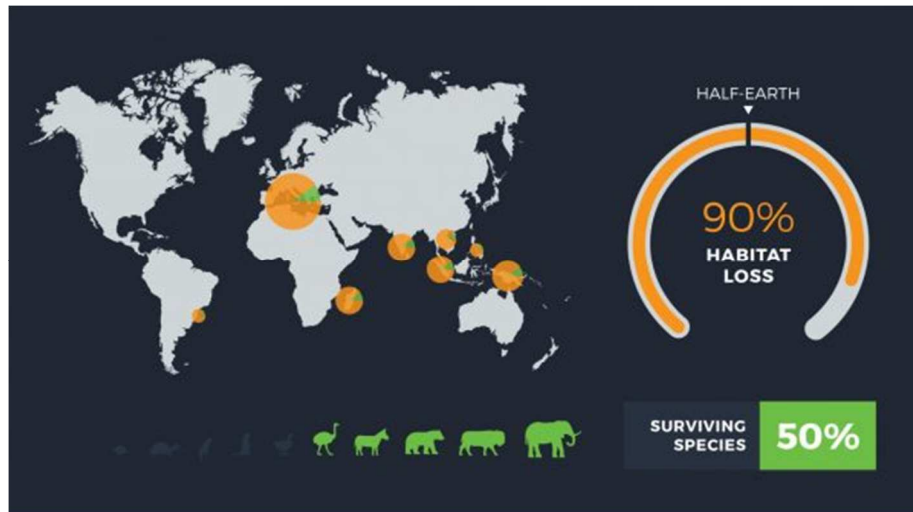 HALF-EARTH
90%
HABITAT
LOSS
SURVIVING
SPECIES
50%